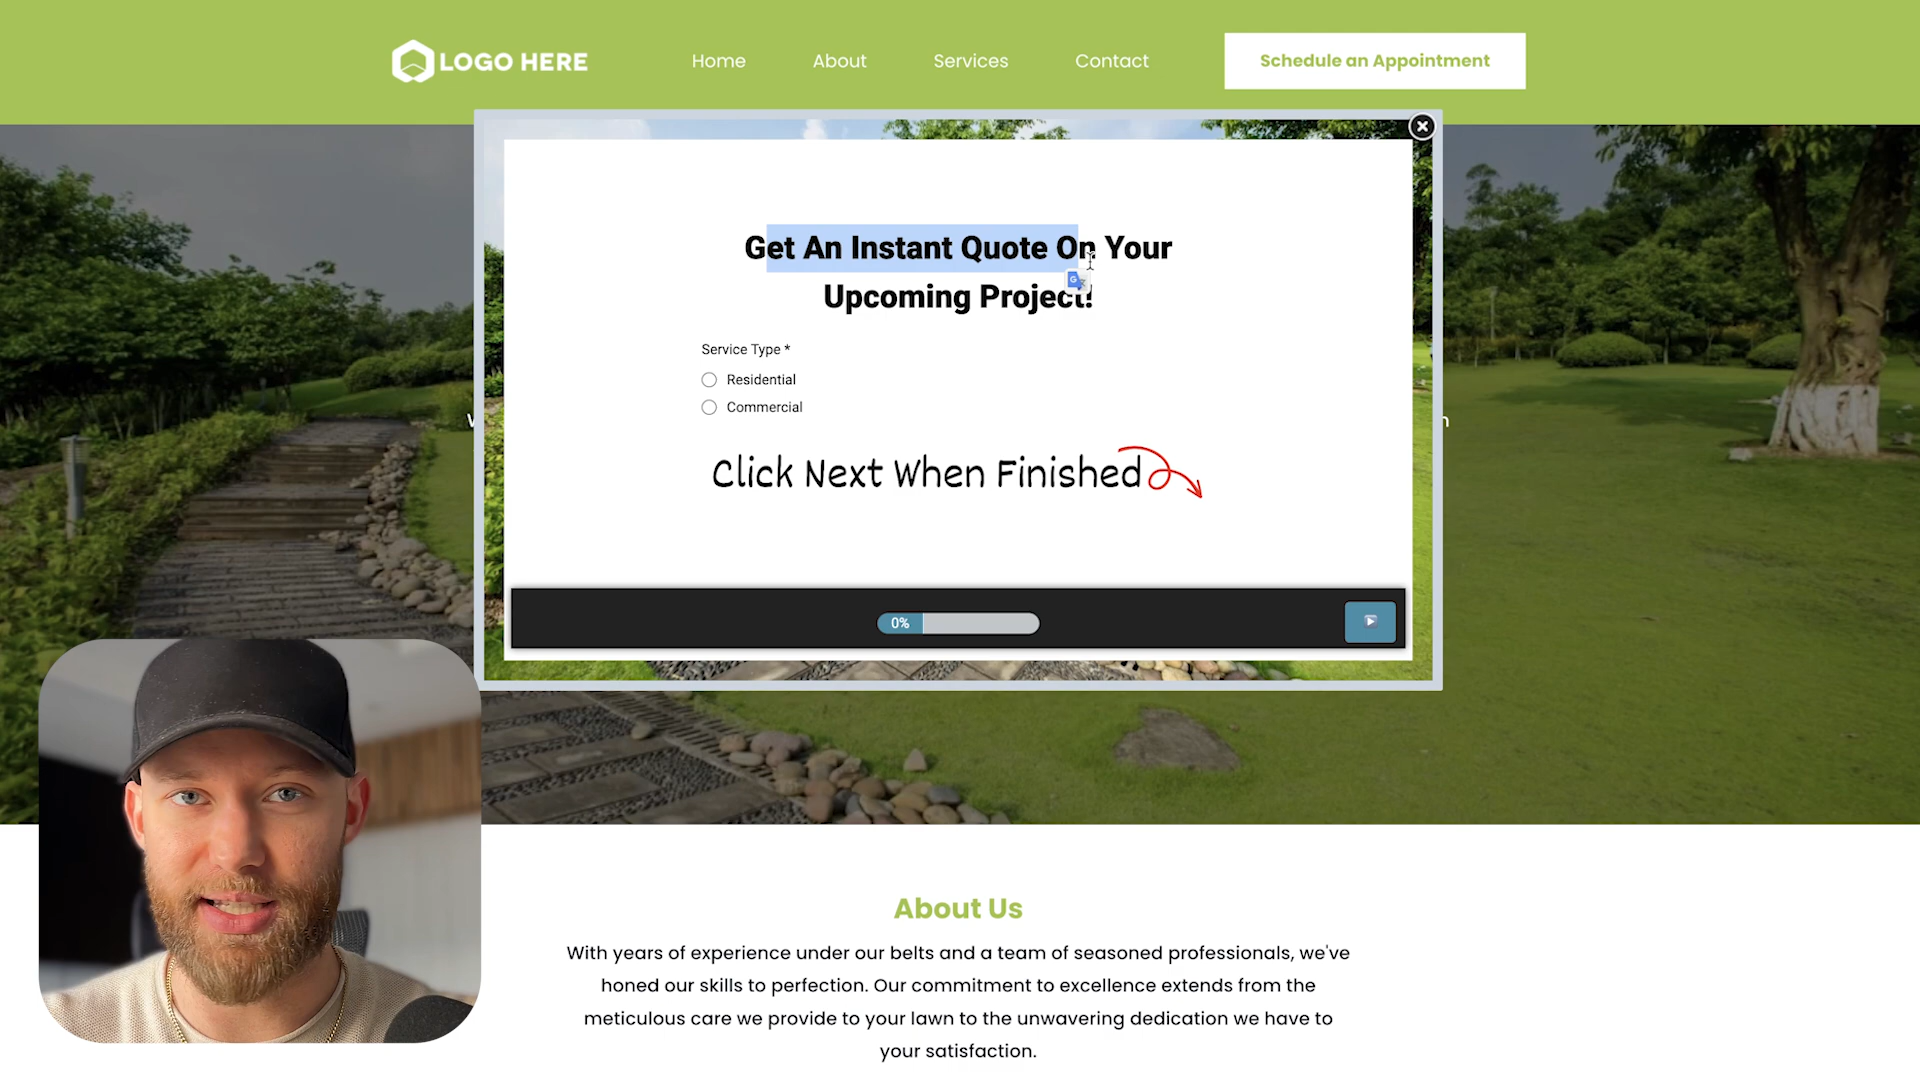 LOGO HERE
Home
About
Services
Contact
Schedule an Appointment
Get An Instant Quote On Your
Upcoming Project!
Service Type *
Residential
Commercial
Click Next When Finished
0%
About Us
With years of experience under our belts and a team of seasoned professionals, we've
honed our skills to perfection. Our commitment to excellence extends from the
meticulous care we provide to your lawn to the unwavering dedication we have to
your satisfaction.